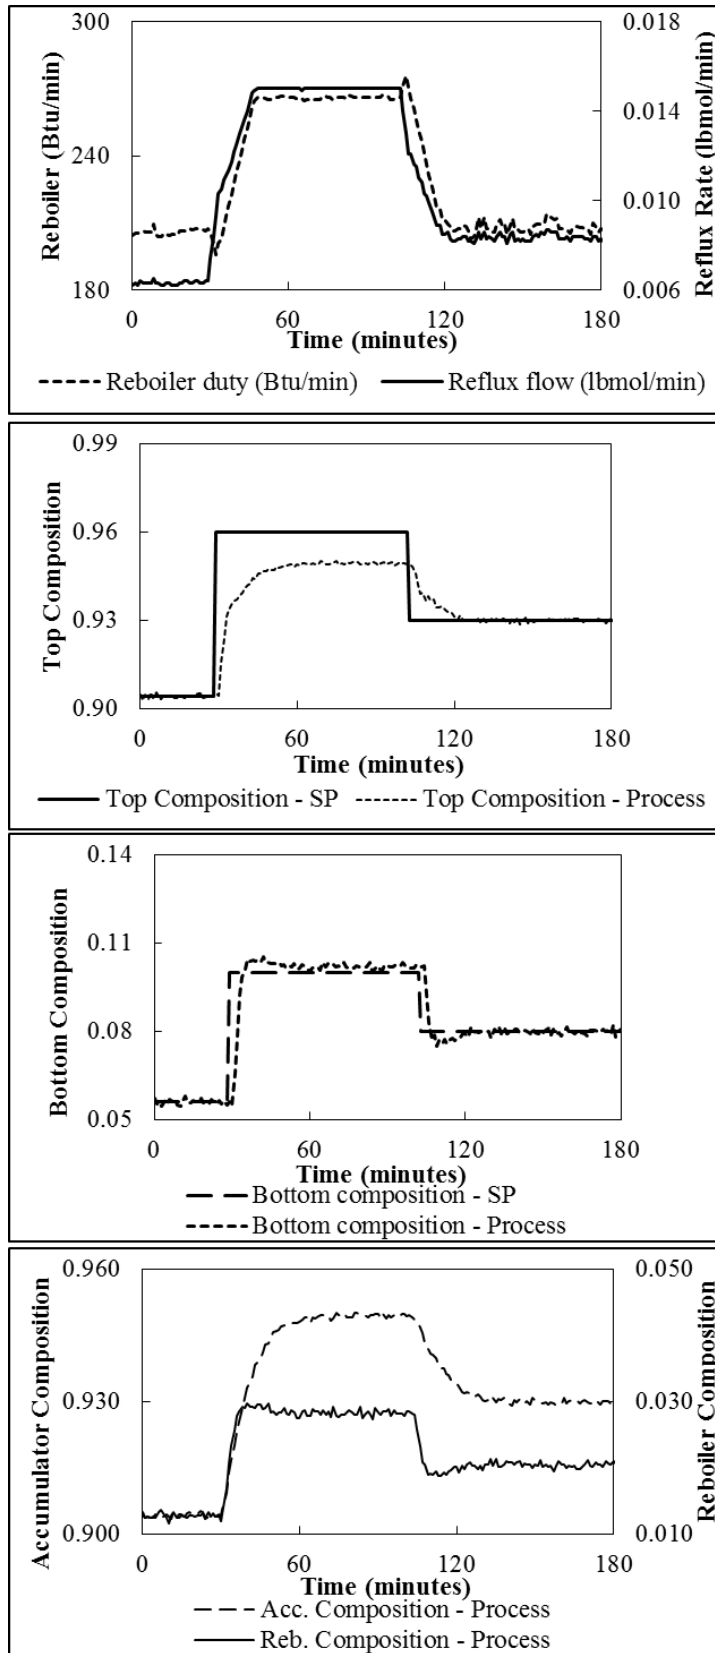 300
240
180
Reboiler (Btu/min)
0.018
0.014
0.010
0.006
Reflux Rate (lbmol/min)
0 60 120 180
Time (minutes)
Reboiler duty (Btu/min) Reflux flow (lbmol/min)
0.99
0.96
0.93
0.90
Top Composition
0 60 120 180
Time (minutes)
Top Composition - SP Top Composition - Process
0.14
0.11
0.08
0.05
Bottom Composition
0 60 120 180
Time (minutes)
Bottom composition - SP
Bottom composition - Process
0.960
0.930
0.900
Accumulator Composition
0.050
0.030
0.010
Reboiler Composition
0 60 120 180
Time (minutes)
Acc. Composition - Process
Reb. Composition - Process